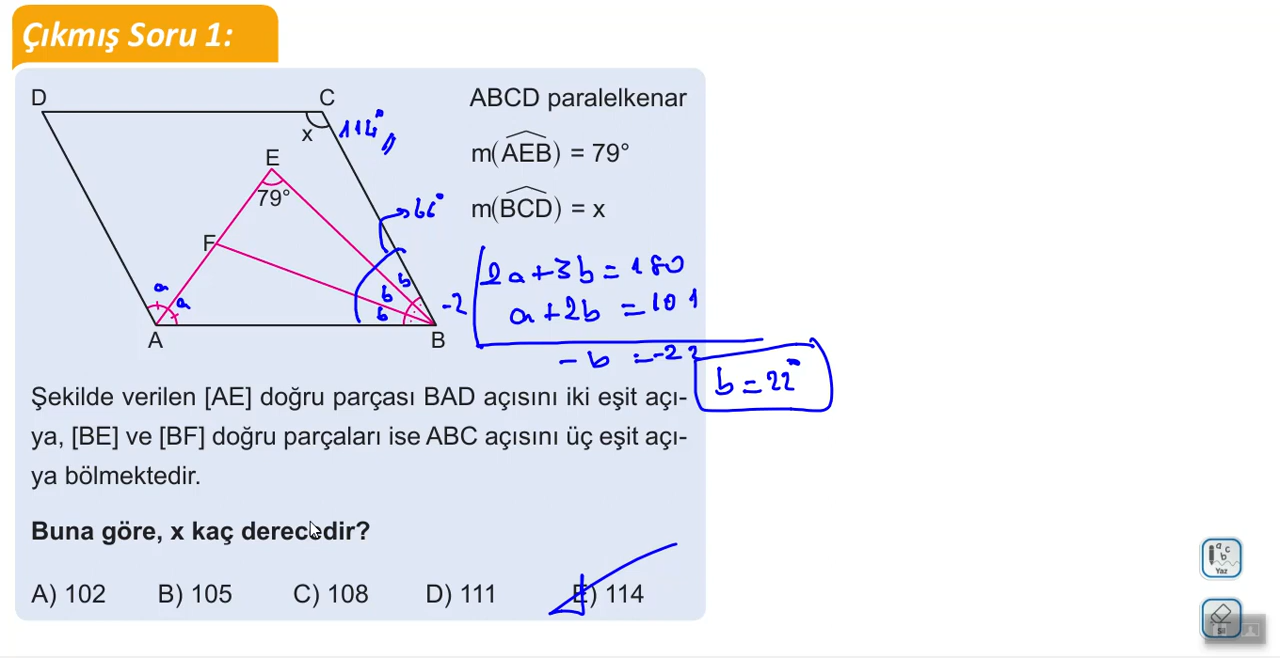 Çıkmış Soru 1:
D
C
x
114°
E
79°
F
66°
a
a
b
b
b
A
B
ABCD paralelkenar
m(AEB) = 79°
m(BCD) = x
2a+3b=180
-2
a+2b=101
-b=-22
b=22°
Şekilde verilen [AE] doğru parçası BAD açısını iki eşit açı-
ya, [BE] ve [BF] doğru parçaları ise ABC açısını üç eşit açı-
ya bölmektedir.
Buna göre, x kaç derecedir?
A) 102 B) 105 C) 108 D) 111 E) 114
a b c
Yaz
Sil